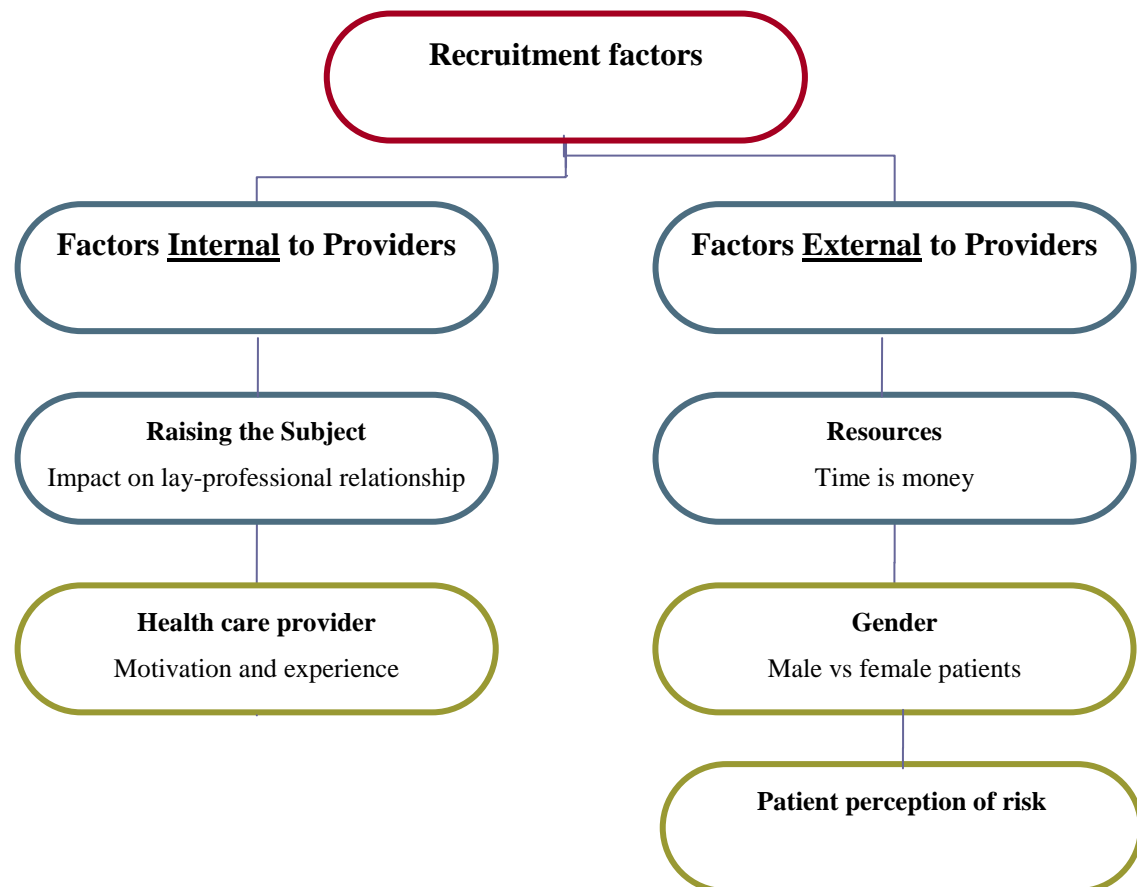 Recruitment factors
Factors Internal to Providers
Factors External to Providers
Raising the Subject
Impact on lay-professional relationship
Resources
Time is money
Health care provider
Motivation and experience
Gender
Male vs female patients
Patient perception of risk